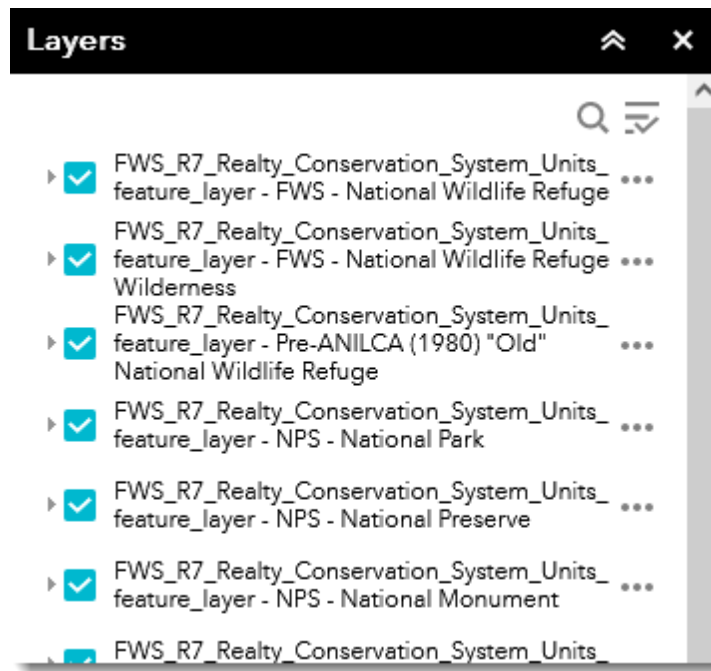 Layers
FWS_R7_Realty_Conservation_System_Units_
feature_layer - FWS - National Wildlife Refuge
FWS_R7_Realty_Conservation_System_Units_
feature_layer - FWS - National Wildlife Refuge
Wilderness
FWS_R7_Realty_Conservation_System_Units_
feature_layer - Pre-ANILCA (1980) "Old"
National Wildlife Refuge
FWS_R7_Realty_Conservation_System_Units_
feature_layer - NPS - National Park
FWS_R7_Realty_Conservation_System_Units_
feature_layer - NPS - National Preserve
FWS_R7_Realty_Conservation_System_Units_
feature_layer - NPS - National Monument
FWS_R7_Realty_Conservation_System_Units_